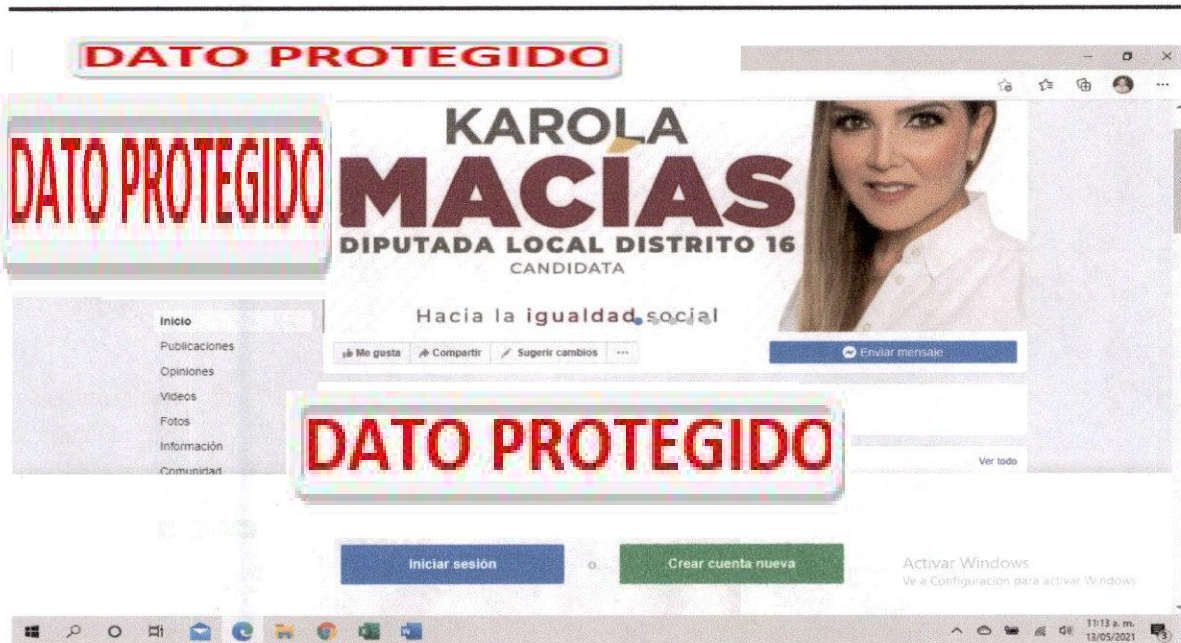 DATO PROTEGIDO
DATO PROTEGIDO
KAROLA
MACÍAS
DIPUTADA LOCAL DISTRITO 16
CANDIDATA
Hacia la igualdad social
Inicio
Publicaciones
Opiniones
Videos
Fotos
Información
Comunidad
Me gusta
Compartir
Sugerir cambios
Enviar mensaje
DATO PROTEGIDO
Ver todo
Iniciar sesión
o
Crear cuenta nueva
Activar Windows
Ve a Configuración para activar Windows
11:13 a. m.
13/05/2021
3